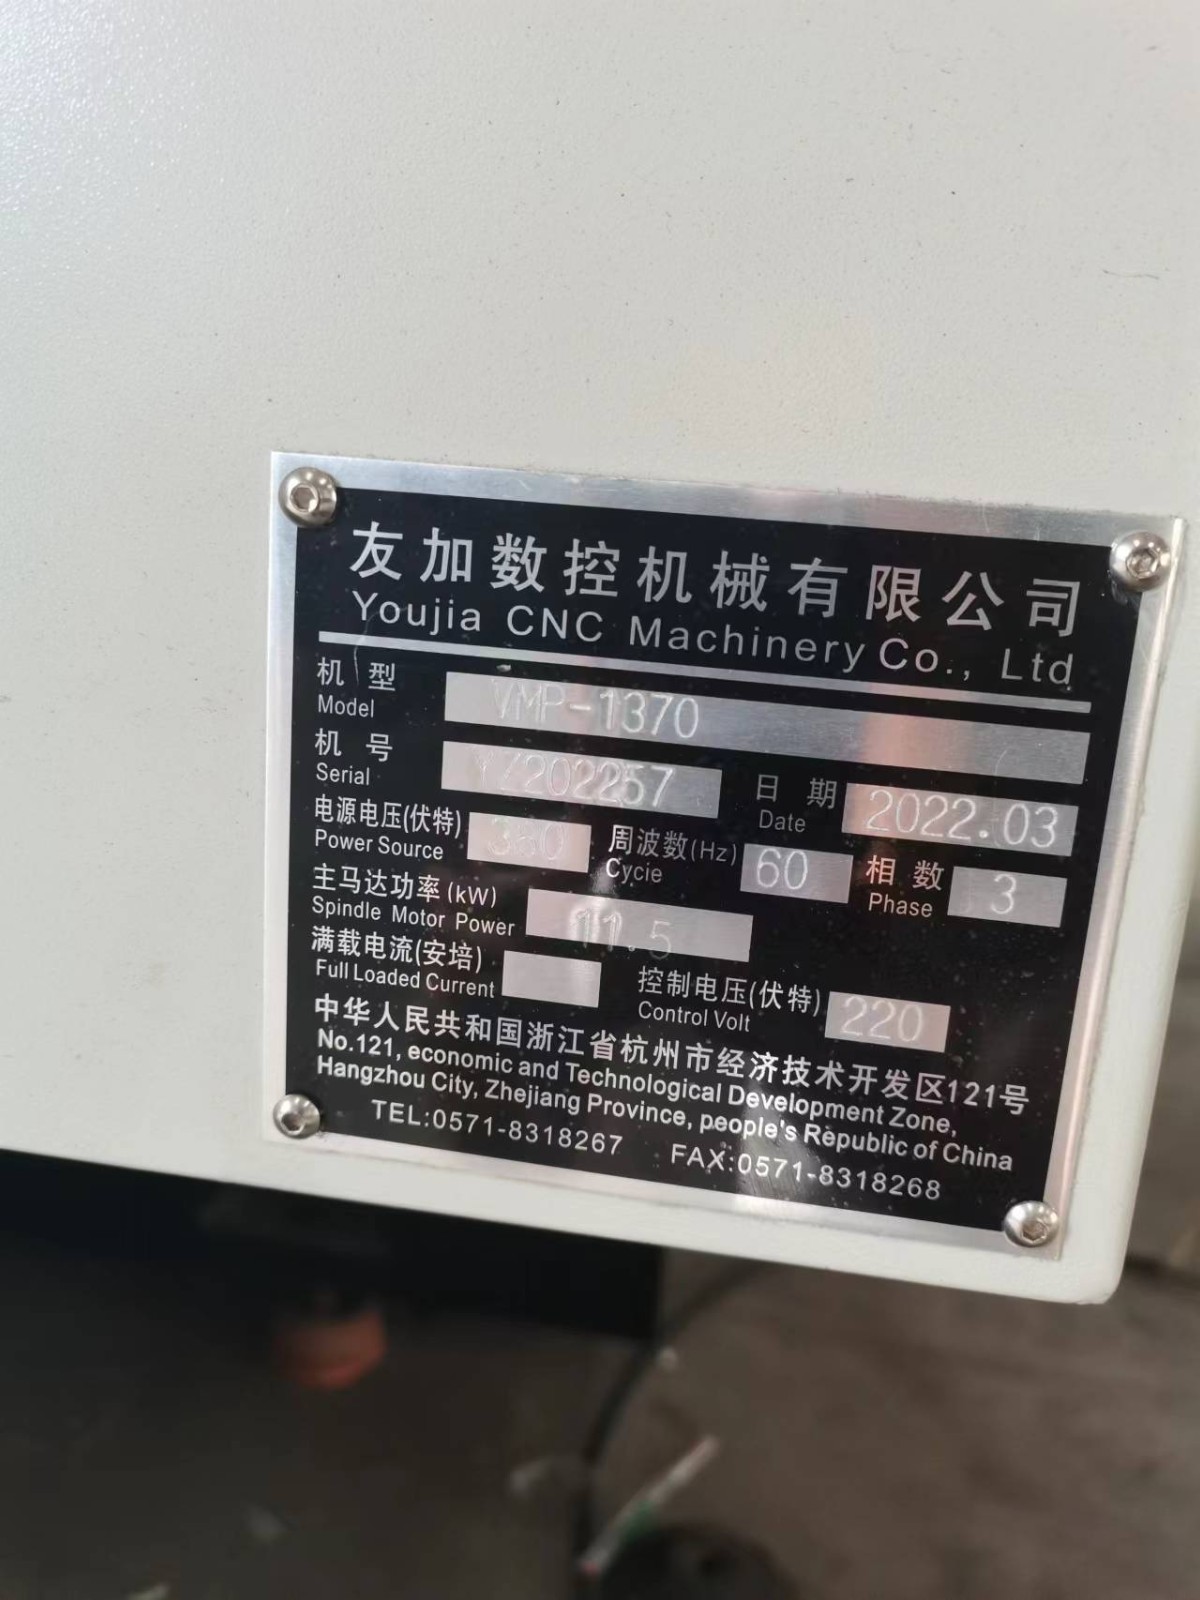 友加数控机械有限公司
Youjia CNC Machinery Co., Ltd
机 型
Model VMP-1370
机 号 日 期
Serial YZ202257 Date 2022.03
电源电压(伏特) 周波数(Hz) 相 数
Power Source 380 Cycie 60 Phase 3
主马达功率(kW)
Spindle Motor Power 11.5
满载电流(安培) 控制电压(伏特)
Full Loaded Current Control Volt 220
中华人民共和国浙江省杭州市经济技术开发区121号
No.121, economic and Technological Development Zone,
Hangzhou City, Zhejiang Province, people's Republic of China
TEL:0571-8318267 FAX:0571-8318268